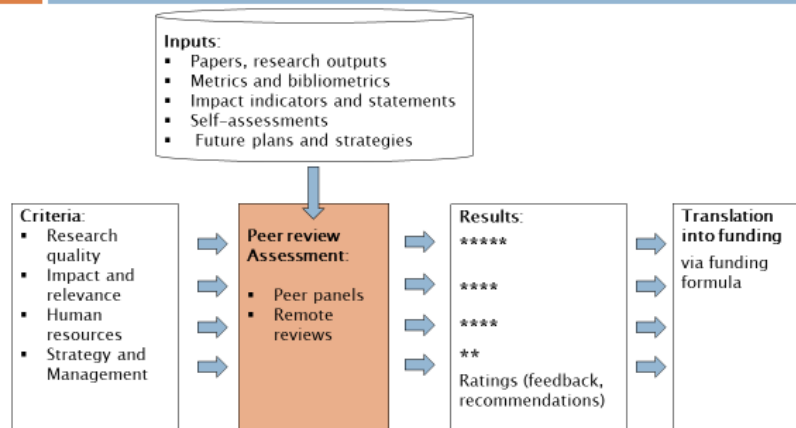 Inputs:
▪ Papers, research outputs
▪ Metrics and bibliometrics
▪ Impact indicators and statements
▪ Self-assessments
▪ Future plans and strategies
Criteria:
▪ Research
quality
▪ Impact and
relevance
▪ Human
resources
▪ Strategy and
Management
Peer review
Assessment:
▪ Peer panels
▪ Remote
reviews
Results:
*****
****
****
**
Ratings (feedback,
recommendations)
Translation
into funding
via funding
formula